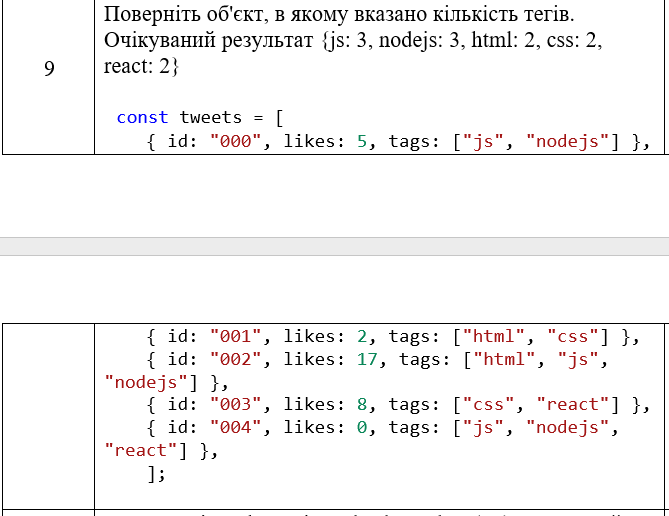 Поверніть об'єкт, в якому вказано кількість тегів.
Очікуваний результат {js: 3, nodejs: 3, html: 2, css: 2,
react: 2}
9
const tweets = [
{ id: "000", likes: 5, tags: ["js", "nodejs"] },
{ id: "001", likes: 2, tags: ["html", "css"] },
{ id: "002", likes: 17, tags: ["html", "js",
"nodejs"] },
{ id: "003", likes: 8, tags: ["css", "react"] },
{ id: "004", likes: 0, tags: ["js", "nodejs",
"react"] },
];